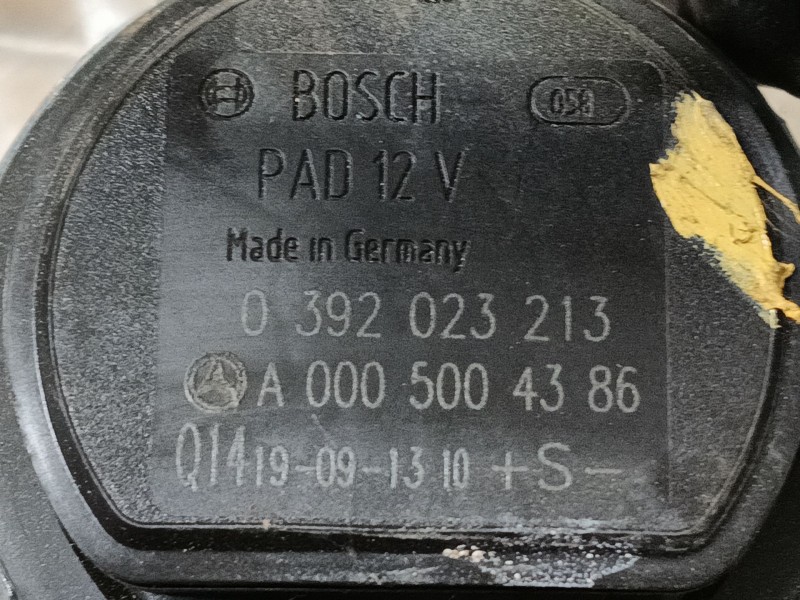 BOSCH 058
PAD 12 V
Made in Germany
0 392 023 213
A 000 500 43 86
Q14 19-09-13 10 +S-